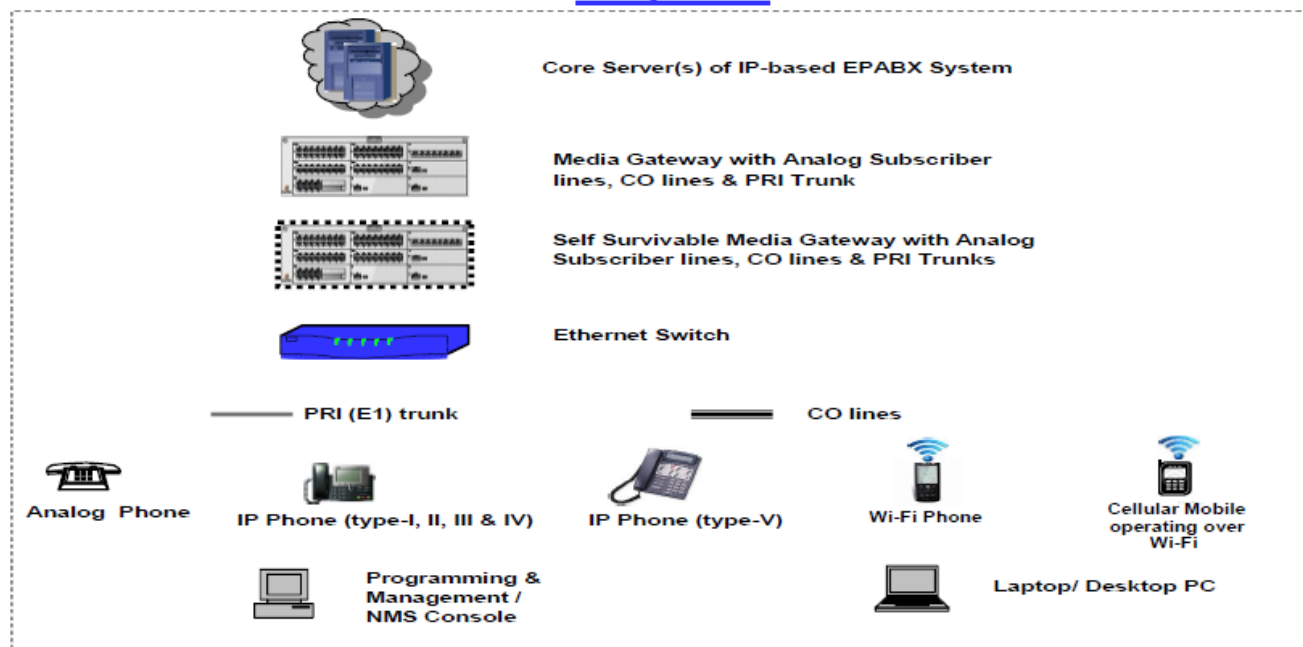 Core Server(s) of IP-based EPABX System
Media Gateway with Analog Subscriber
lines, CO lines & PRI Trunk
Self Survivable Media Gateway with Analog
Subscriber lines, CO lines & PRI Trunks
Ethernet Switch
PRI (E1) trunk
CO lines
Analog Phone
IP Phone (type-I, II, III & IV)
IP Phone (type-V)
Wi-Fi Phone
Cellular Mobile
operating over
Wi-Fi
Programming &
Management /
NMS Console
Laptop/ Desktop PC